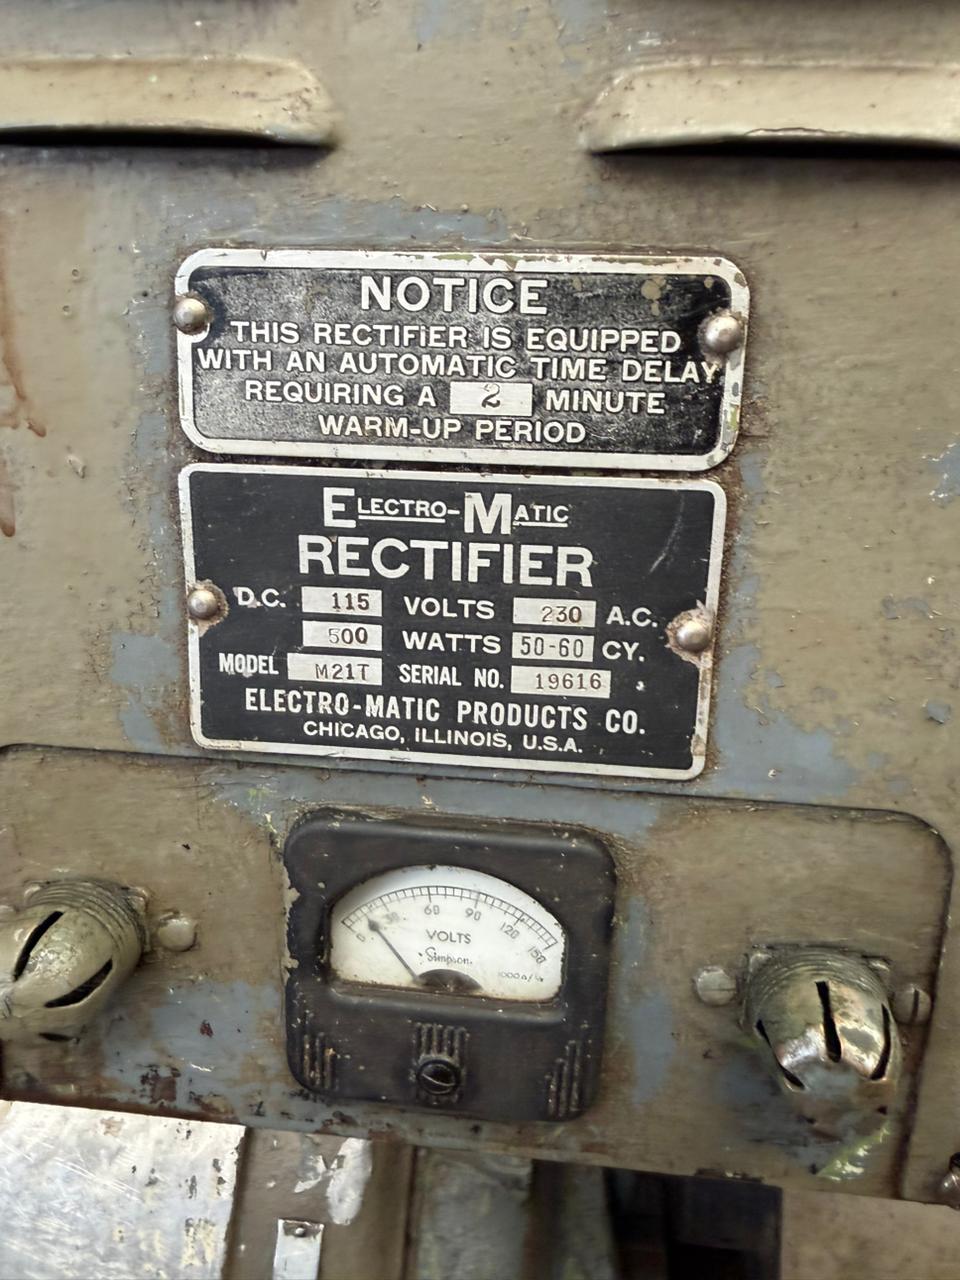 NOTICE
THIS RECTIFIER IS EQUIPPED
WITH AN AUTOMATIC TIME DELAY
REQUIRING A 2 MINUTE
WARM-UP PERIOD
ELECTRO-MATIC
RECTIFIER
D.C. 115 VOLTS 230 A.C.
500 WATTS 50-60 CY.
MODEL M21T SERIAL NO. 19616
ELECTRO-MATIC PRODUCTS CO.
CHICAGO, ILLINOIS, U.S.A.
0 30 60 90 120 150
VOLTS
Simpson